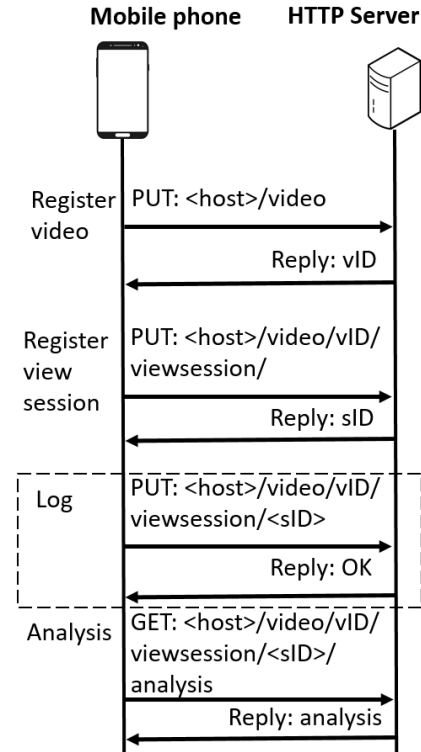 Mobile phone
HTTP Server
Register
video
PUT: <host>/video
Reply: vID
Register
view
session
PUT: <host>/video/vID/
viewsession/
Reply: sID
Log
PUT: <host>/video/vID/
viewsession/<sID>
Reply: OK
Analysis
GET: <host>/video/vID/
viewsession/<sID>/
analysis
Reply: analysis